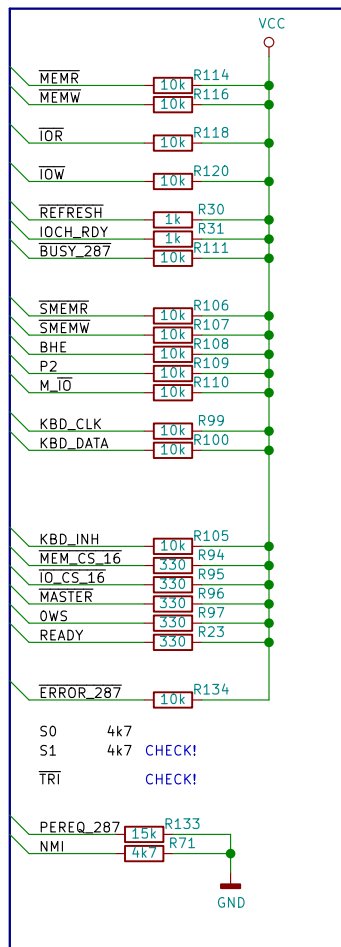 VCC
MEMR 10k R114
MEMW 10k R116
IOR 10k R118
IOW 10k R120
REFRESH 1k R30
IOCH_RDY 1k R31
BUSY_287 10k R111
SMEMR 10k R106
SMEMW 10k R107
BHE 10k R108
P2 10k R109
M_IO 10k R110
KBD_CLK 10k R99
KBD_DATA 10k R100
KBD_INH 10k R105
MEM_CS_16 330 R94
IO_CS_16 330 R95
MASTER 330 R96
OWS 330 R97
READY 330 R23
ERROR_287 10k R134
S0 4k7
S1 4k7 CHECK!
TRI CHECK!
PEREQ_287 15k R133
NMI 4k7 R71
GND